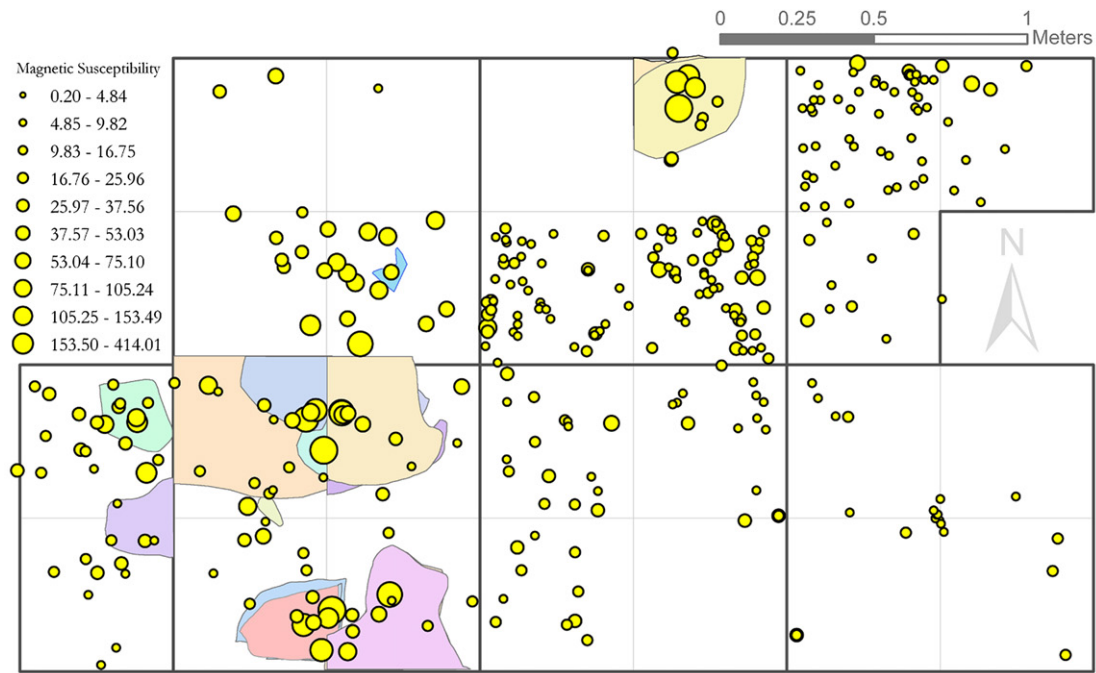 0 0.25 0.5 1
Meters
Magnetic Susceptibility
0.20 - 4.84
4.85 - 9.82
9.83 - 16.75
16.76 - 25.96
25.97 - 37.56
37.57 - 53.03
53.04 - 75.10
75.11 - 105.24
105.25 - 153.49
153.50 - 414.01
N